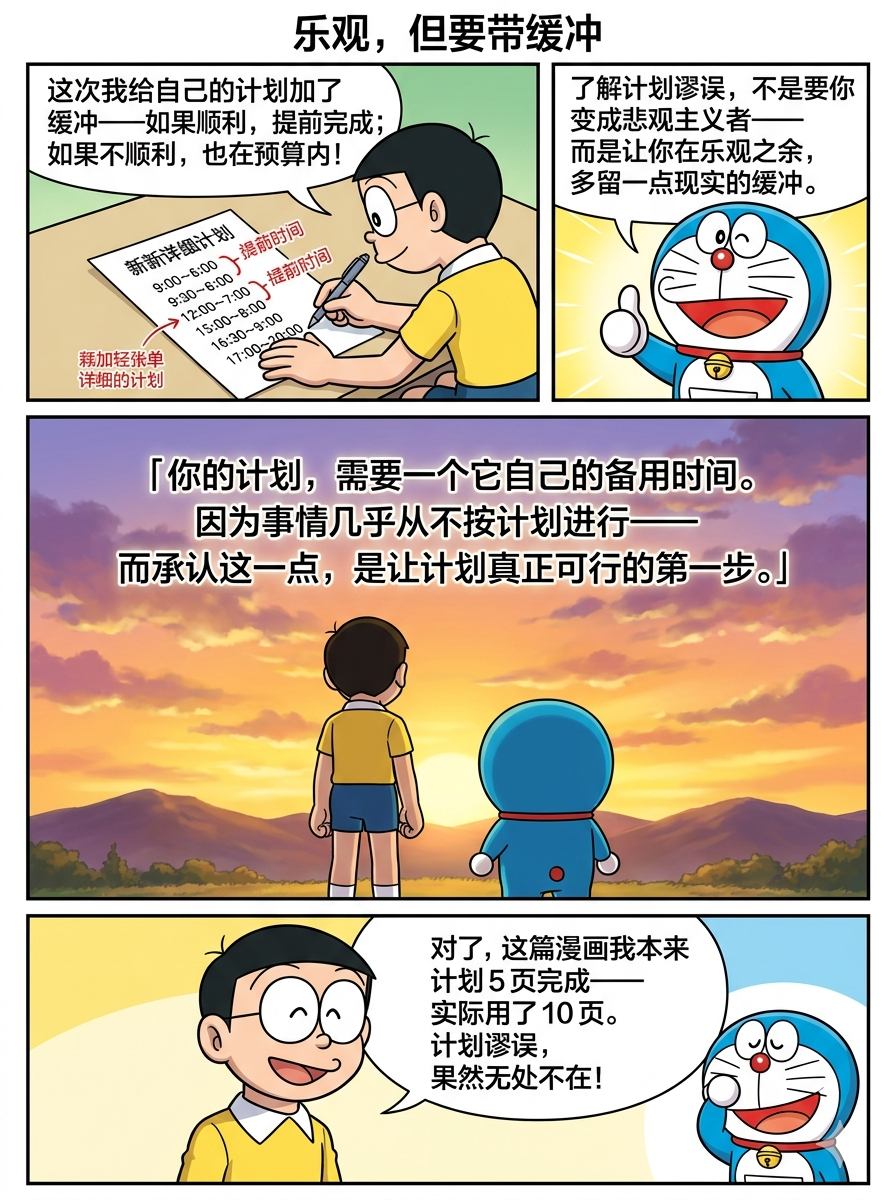 乐观，但要带缓冲
这次我给自己的计划加了
缓冲——如果顺利，提前完成；
如果不顺利，也在预算内！
新新详细计划
9:00~6:00
9:30~6:00
12:00~7:00
15:00~8:00
16:30~9:00
17:00~20:00
提前时间
提前时间
加轻张单
详细的计划
了解计划谬误，不是要你
变成悲观主义者——
而是让你在乐观之余，
多留一点现实的缓冲。
「你的计划，需要一个它自己的备用时间。
因为事情几乎从不按计划进行——
而承认这一点，是让计划真正可行的第一步。」
对了，这篇漫画我本来
计划5页完成——
实际用了10页。
计划谬误，
果然无处不在！